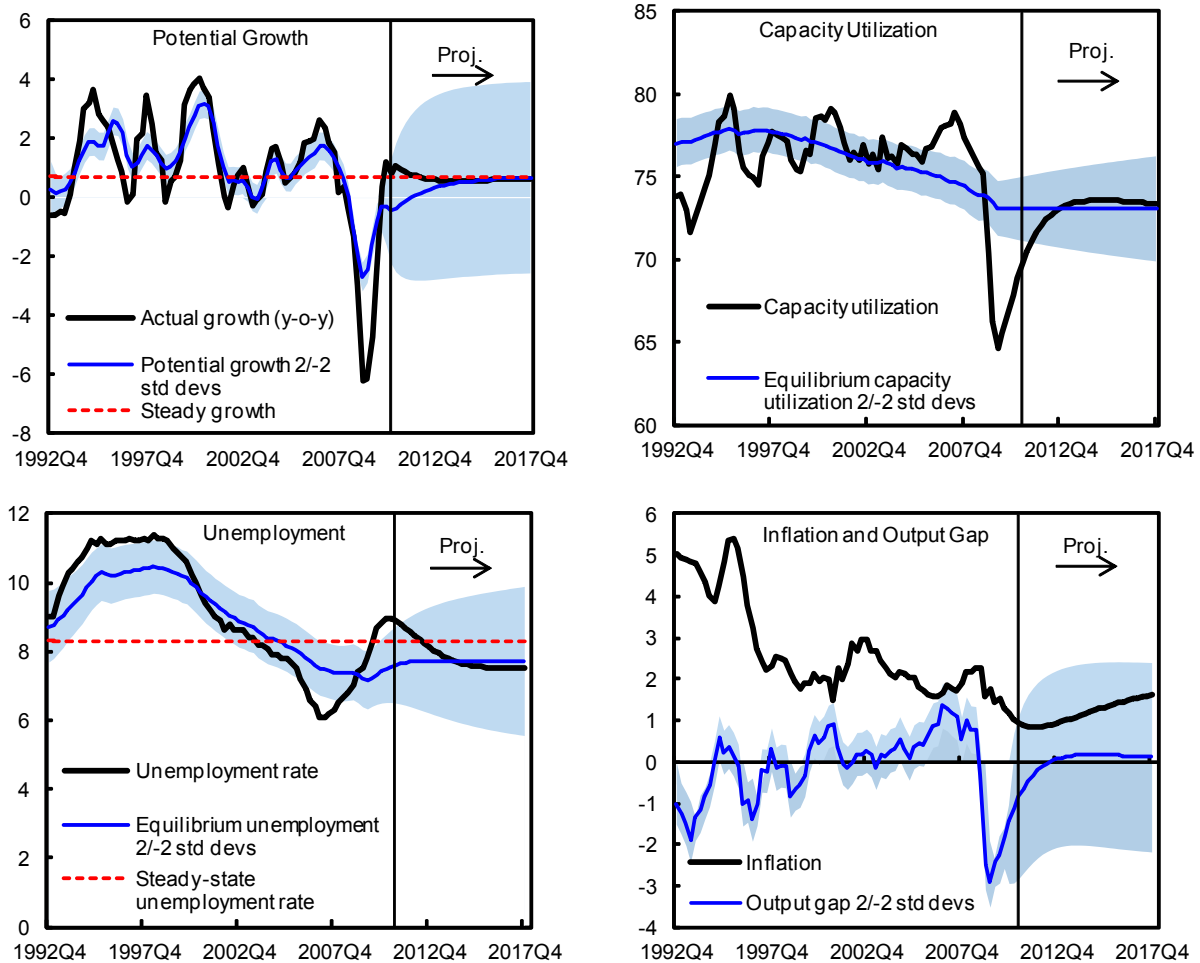 Potential Growth
Proj.
6
4
2
0
-2
-4
-6
-8
Actual growth (y-o-y)
Potential growth 2/-2
std devs
Steady growth
1992Q4 1997Q4 2002Q4 2007Q4 2012Q4 2017Q4
Capacity Utilization
Proj.
85
80
75
70
65
60
Capacity utilization
Equilibrium capacity
utilization 2/-2 std devs
1992Q4 1997Q4 2002Q4 2007Q4 2012Q4 2017Q4
Unemployment
Proj.
12
10
8
6
4
2
0
Unemployment rate
Equilibrium unemployment
2/-2 std devs
Steady-state
unemployment rate
1992Q4 1997Q4 2002Q4 2007Q4 2012Q4 2017Q4
Inflation and Output Gap
Proj.
6
5
4
3
2
1
0
-1
-2
-3
-4
Inflation
Output gap 2/-2 std devs
1992Q4 1997Q4 2002Q4 2007Q4 2012Q4 2017Q4